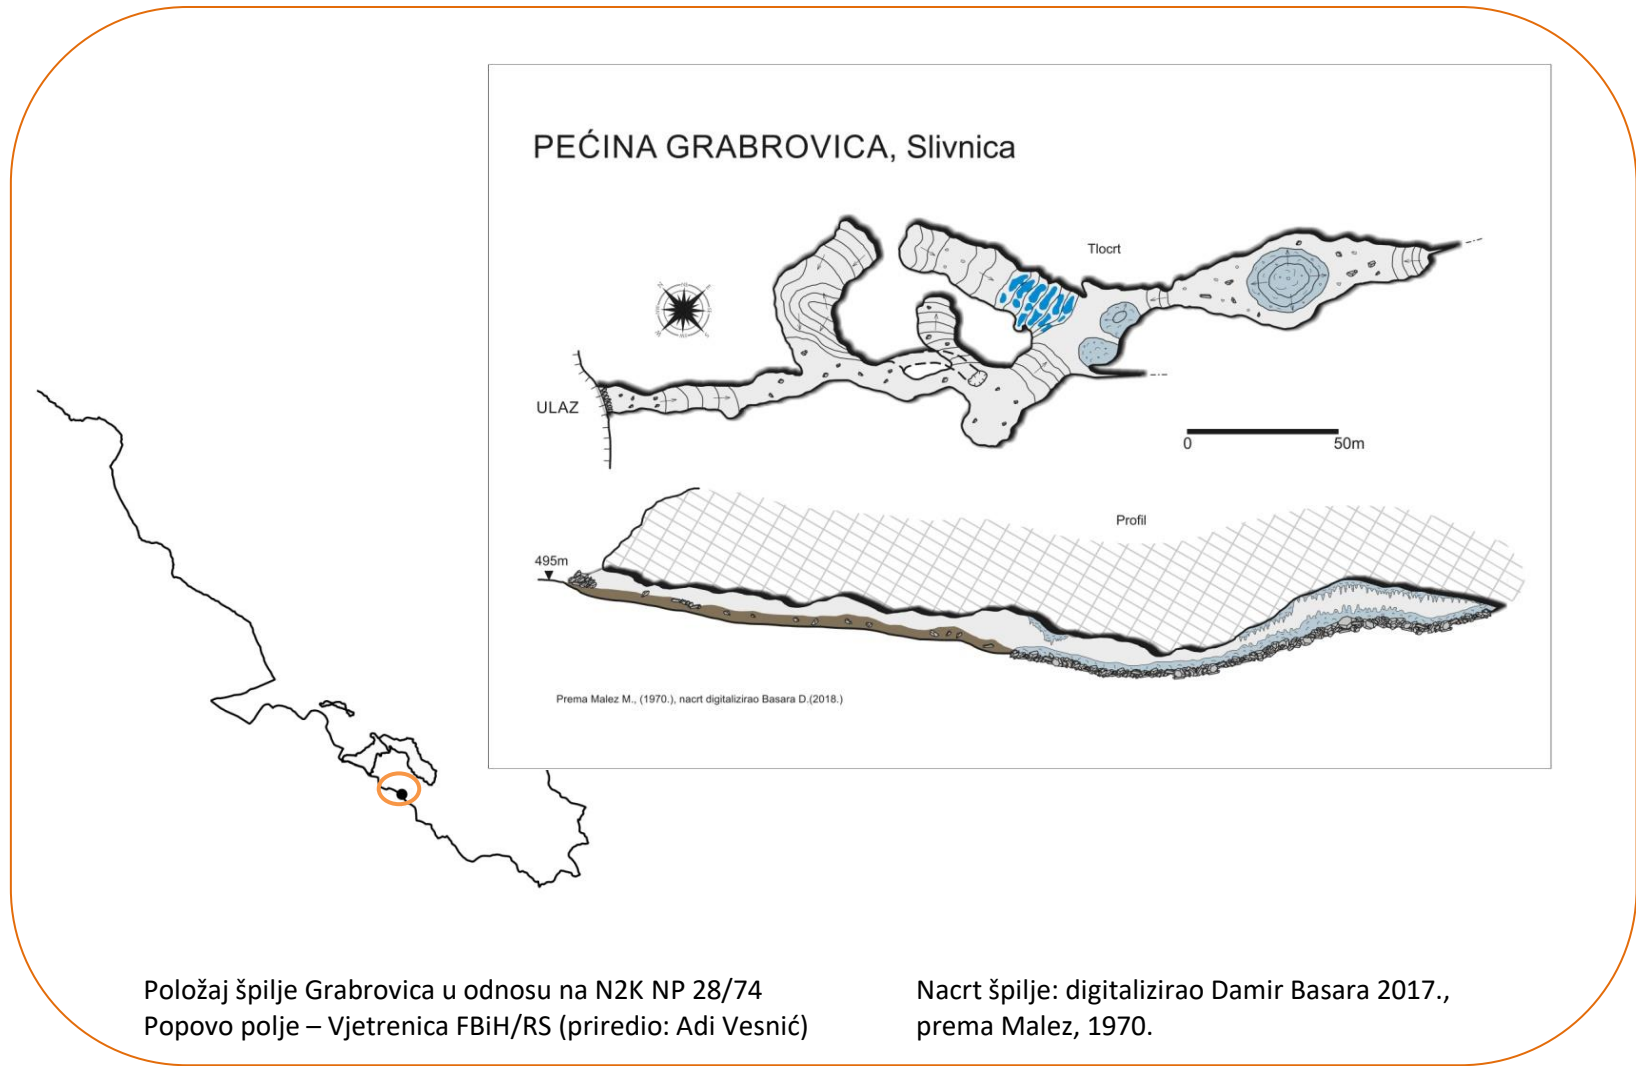 PEĆINA GRABROVICA, Slivnica
Tlocrt
ULAZ
0 50m
Profil
495m
Prema Malez M., (1970.), nacrt digitalizirao Basara D.(2018.)
Položaj špilje Grabrovica u odnosu na N2K NP 28/74
Popovo polje – Vjetrenica FBiH/RS (priredio: Adi Vesnić)
Nacrt špilje: digitalizirao Damir Basara 2017.,
prema Malez, 1970.